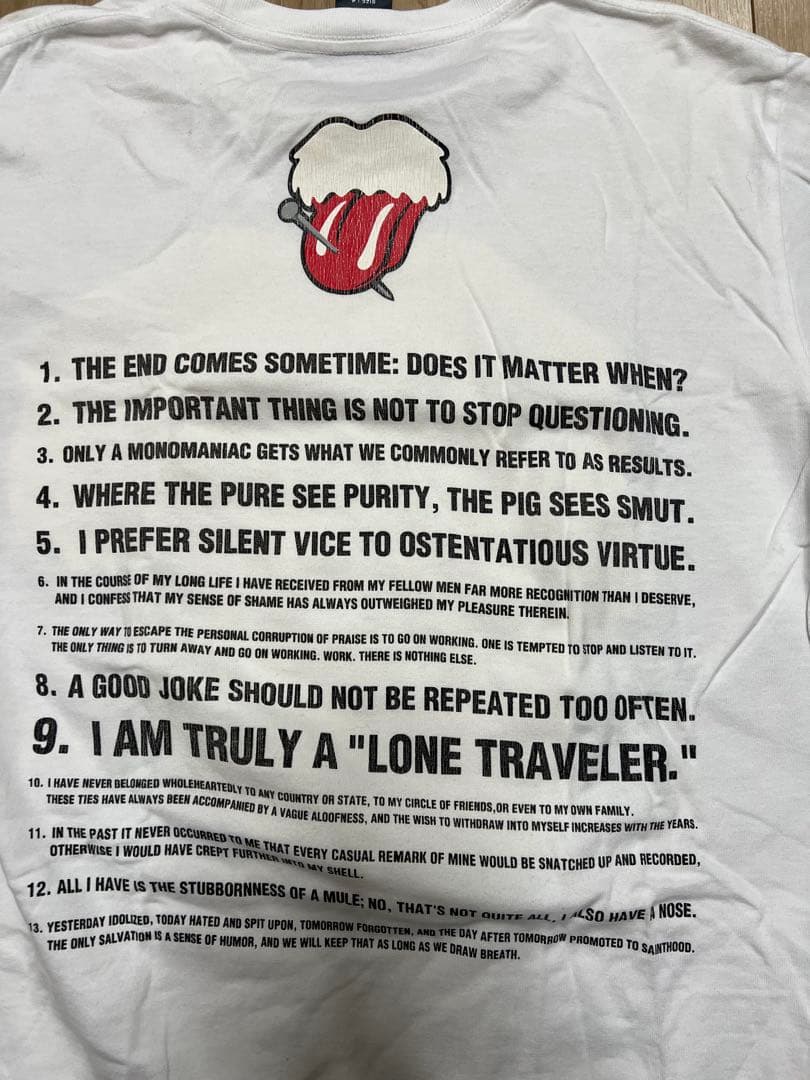 1. THE END COMES SOMETIME: DOES IT MATTER WHEN?
2. THE IMPORTANT THING IS NOT TO STOP QUESTIONING.
3. ONLY A MONOMANIAC GETS WHAT WE COMMONLY REFER TO AS RESULTS.
4. WHERE THE PURE SEE PURITY, THE PIG SEES SMUT.
5. I PREFER SILENT VICE TO OSTENTATIOUS VIRTUE.
6. IN THE COURSE OF MY LONG LIFE I HAVE RECEIVED FROM MY FELLOW MEN FAR MORE RECOGNITION THAN I DESERVE,
AND I CONFESS THAT MY SENSE OF SHAME HAS ALWAYS OUTWEIGHED MY PLEASURE THEREIN.
7. THE ONLY WAY TO ESCAPE THE PERSONAL CORRUPTION OF PRAISE IS TO GO ON WORKING. ONE IS TEMPTED TO STOP AND LISTEN TO IT.
THE ONLY THING IS TO TURN AWAY AND GO ON WORKING. WORK. THERE IS NOTHING ELSE.
8. A GOOD JOKE SHOULD NOT BE REPEATED TOO OFTEN.
9. I AM TRULY A "LONE TRAVELER."
10. I HAVE NEVER BELONGED WHOLEHEARTEDLY TO ANY COUNTRY OR STATE, TO MY CIRCLE OF FRIENDS,OR EVEN TO MY OWN FAMILY.
THESE TIES HAVE ALWAYS BEEN ACCOMPANIED BY A VAGUE ALOOFNESS, AND THE WISH TO WITHDRAW INTO MYSELF INCREASES WITH THE YEARS.
11. IN THE PAST IT NEVER OCCURRED TO ME THAT EVERY CASUAL REMARK OF MINE WOULD BE SNATCHED UP AND RECORDED,
OTHERWISE I WOULD HAVE CREPT FURTHER INTO MY SHELL.
12. ALL I HAVE IS THE STUBBORNNESS OF A MULE; NO, THAT'S NOT QUITE ALL, I ALSO HAVE A NOSE.
13. YESTERDAY IDOLIZED, TODAY HATED AND SPIT UPON, TOMORROW FORGOTTEN, AND THE DAY AFTER TOMORROW PROMOTED TO SAINTHOOD.
THE ONLY SALVATION IS A SENSE OF HUMOR, AND WE WILL KEEP THAT AS LONG AS WE DRAW BREATH.